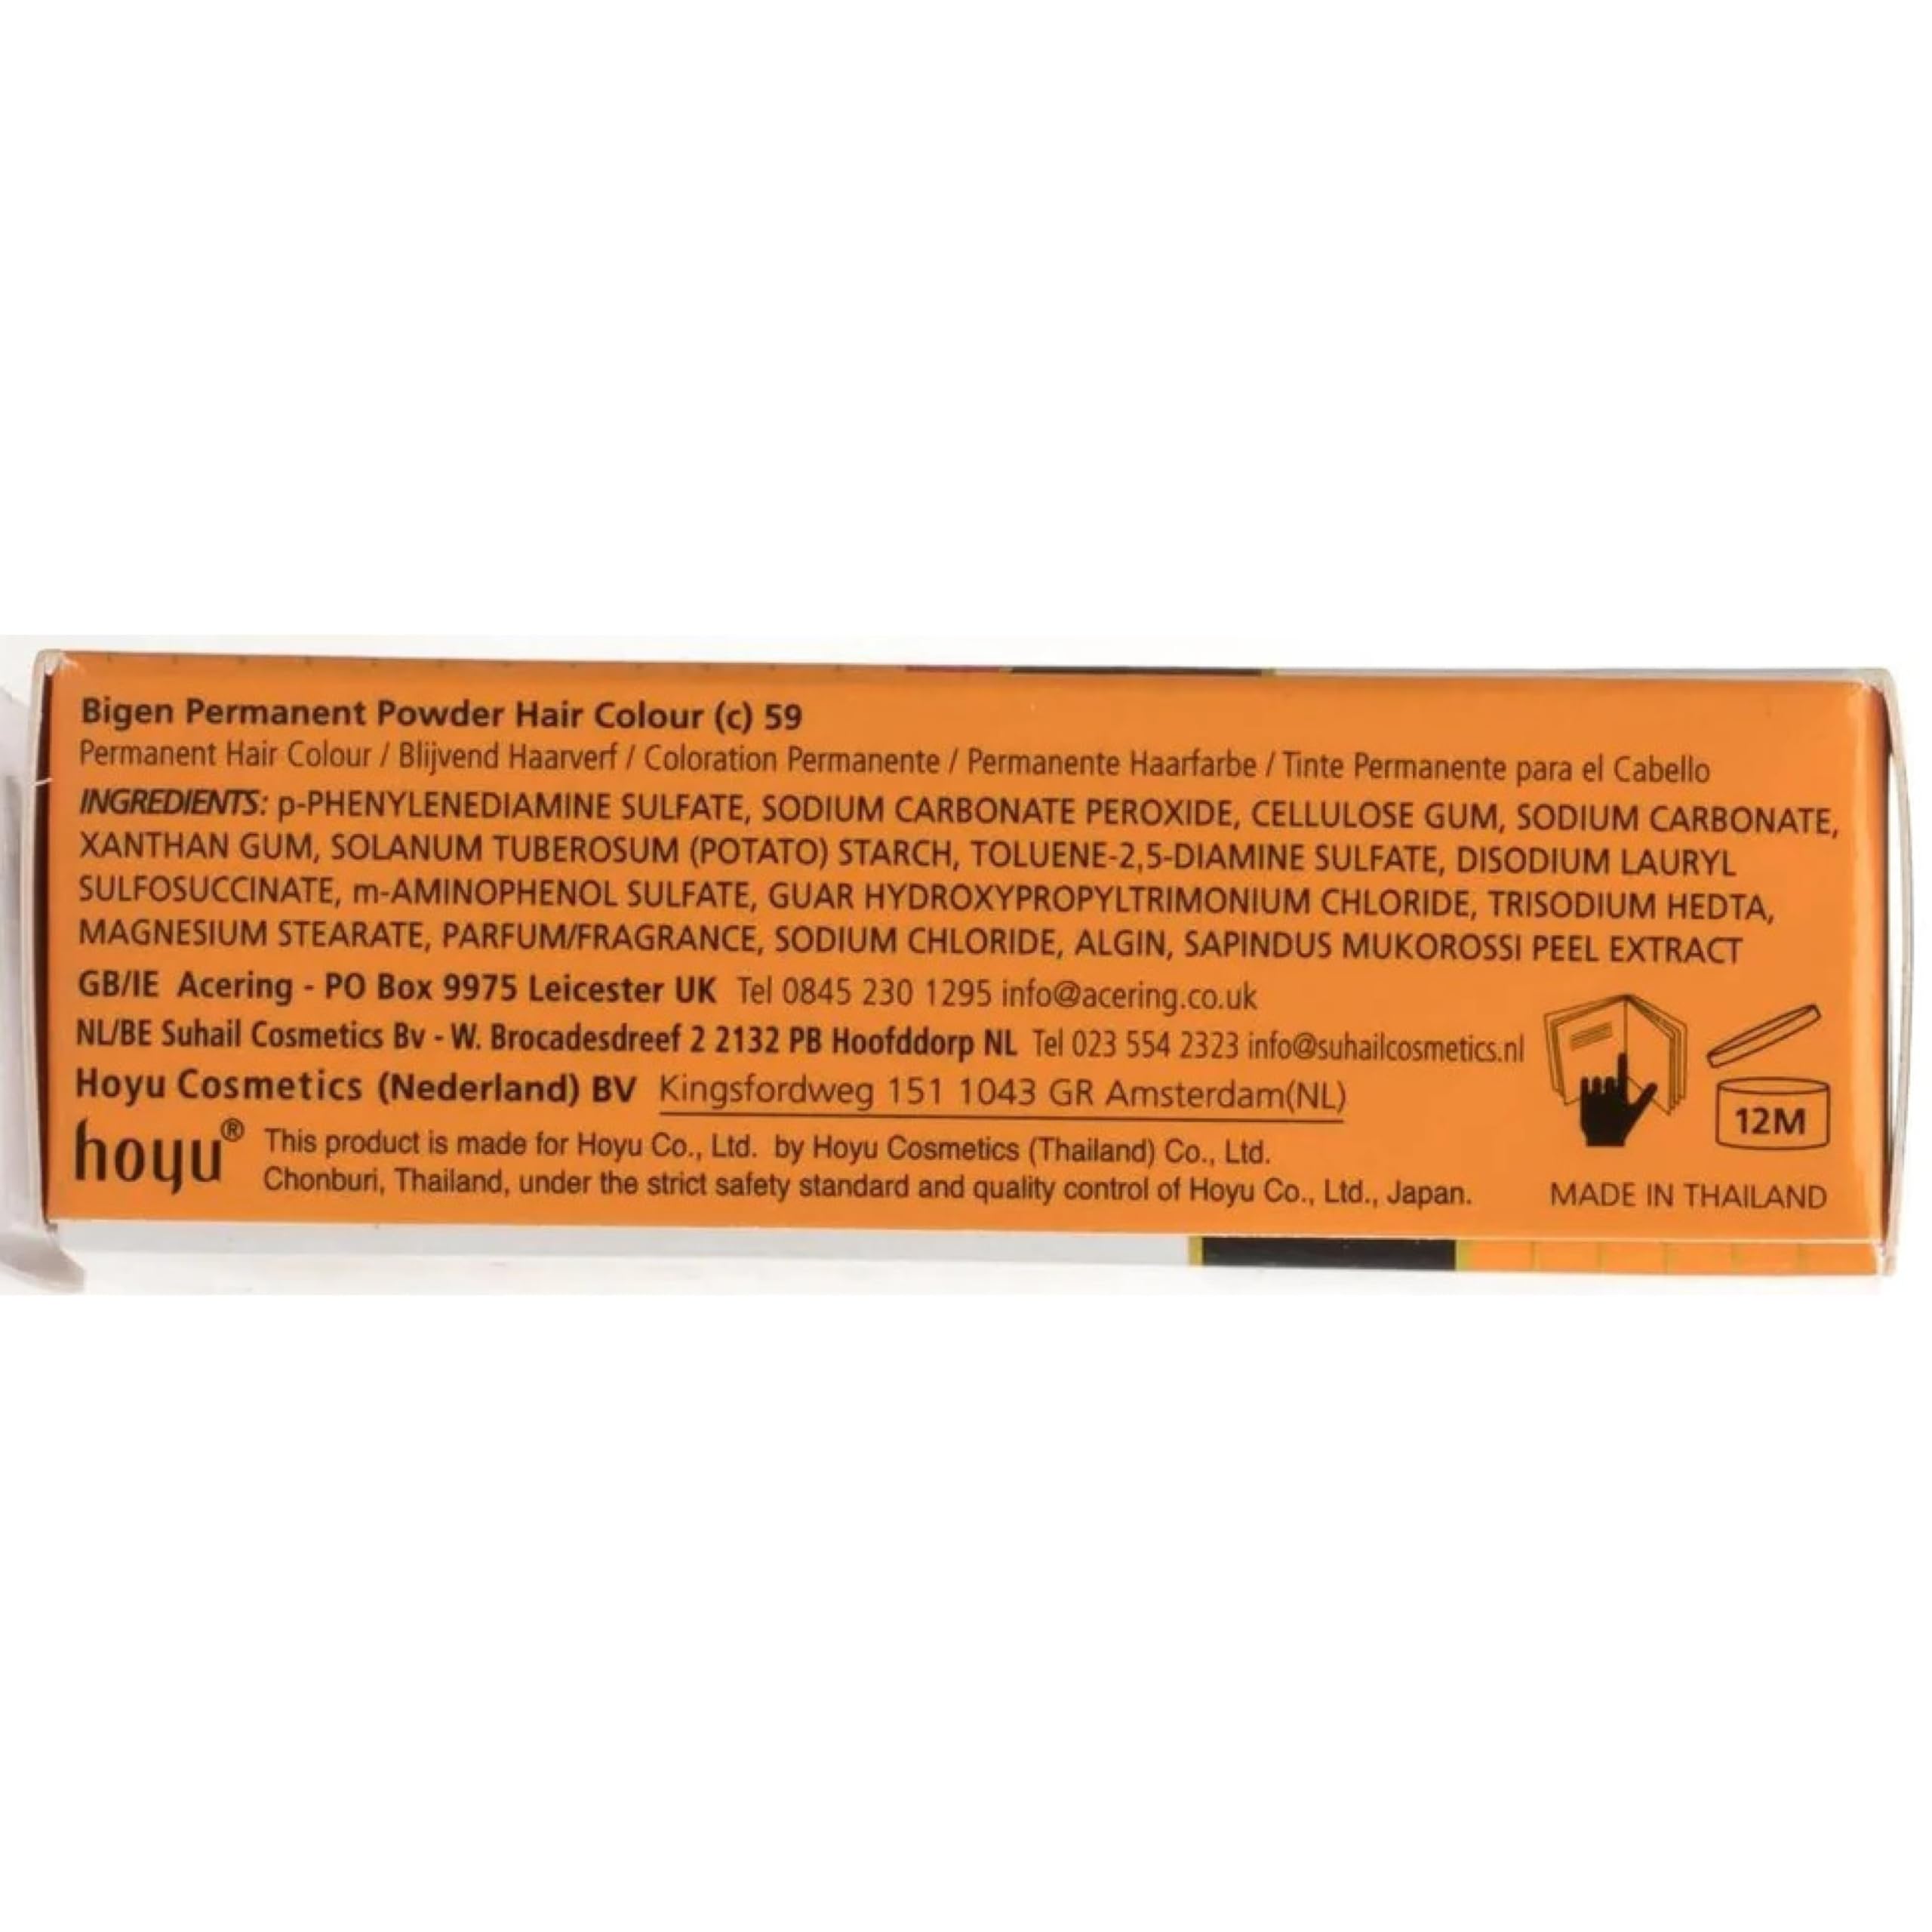 Bigen Permanent Powder Hair Colour (c) 59
Permanent Hair Colour / Blijvend Haarverf / Coloration Permanente / Permanente Haarfarbe / Tinte Permanente para el Cabello
INGREDIENTS: p-PHENYLENEDIAMINE SULFATE, SODIUM CARBONATE PEROXIDE, CELLULOSE GUM, SODIUM CARBONATE,
XANTHAN GUM, SOLANUM TUBEROSUM (POTATO) STARCH, TOLUENE-2,5-DIAMINE SULFATE, DISODIUM LAURYL
SULFOSUCCINATE, m-AMINOPHENOL SULFATE, GUAR HYDROXYPROPYLTRIMONIUM CHLORIDE, TRISODIUM HEDTA,
MAGNESIUM STEARATE, PARFUM/FRAGRANCE, SODIUM CHLORIDE, ALGIN, SAPINDUS MUKOROSSI PEEL EXTRACT
GB/IE Acering - PO Box 9975 Leicester UK Tel 0845 230 1295 info@acering.co.uk
NL/BE Suhail Cosmetics Bv - W. Brocadesdreef 2 2132 PB Hoofddorp NL Tel 023 554 2323 info@suhailcosmetics.nl
Hoyu Cosmetics (Nederland) BV Kingsfordweg 151 1043 GR Amsterdam(NL)
hoyu® This product is made for Hoyu Co., Ltd. by Hoyu Cosmetics (Thailand) Co., Ltd.
Chonburi, Thailand, under the strict safety standard and quality control of Hoyu Co., Ltd., Japan.
12M
MADE IN THAILAND